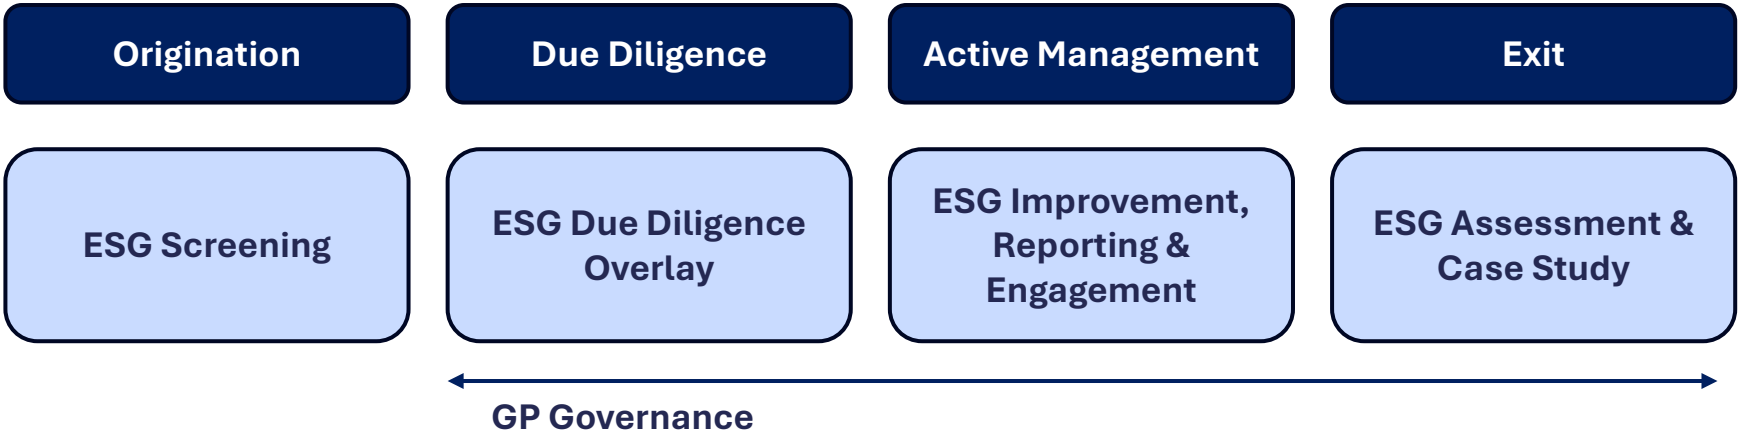 Origination
Due Diligence
Active Management
Exit
ESG Screening
ESG Due Diligence
Overlay
ESG Improvement,
Reporting &
Engagement
ESG Assessment &
Case Study
GP Governance